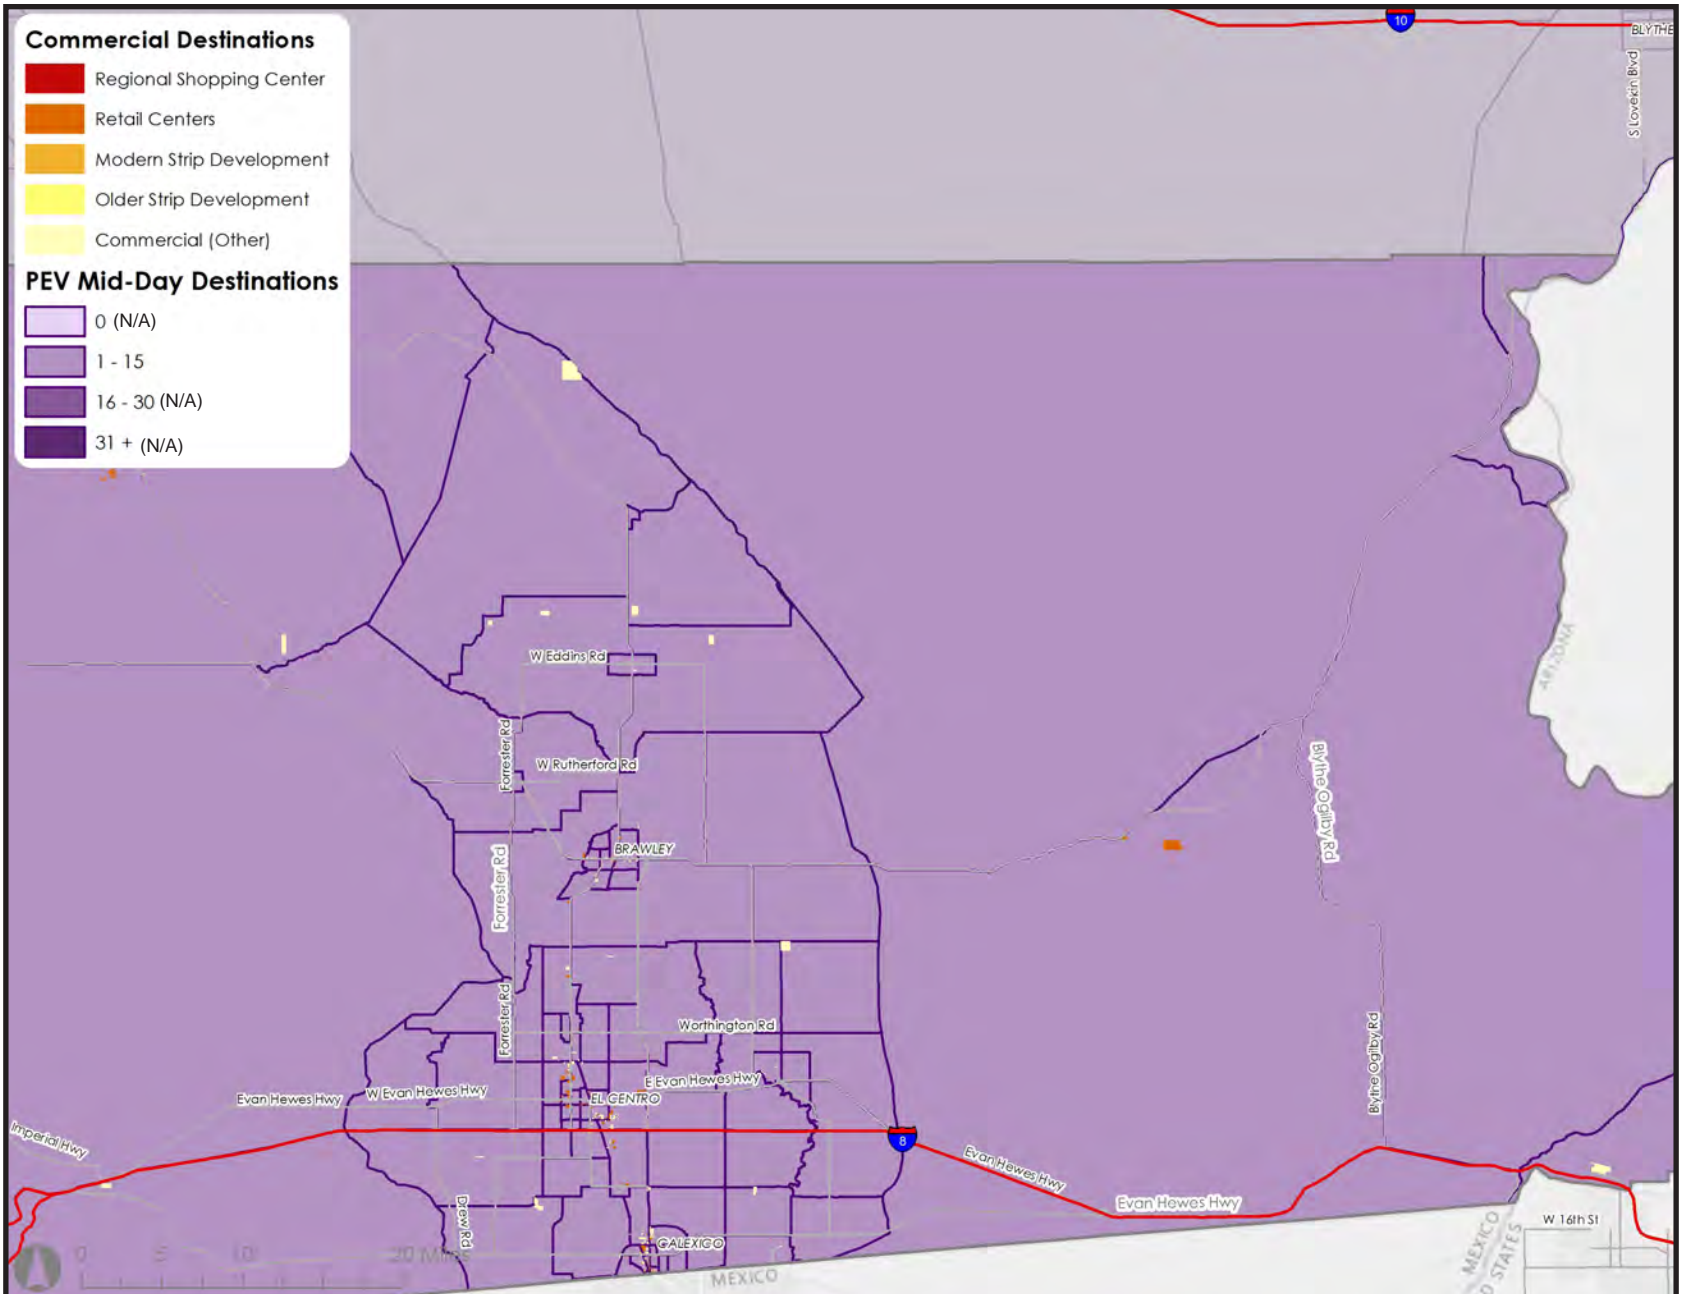 Commercial Destinations
Regional Shopping Center
Retail Centers
Modern Strip Development
Older Strip Development
Commercial (Other)
PEV Mid-Day Destinations
0 (N/A)
1 - 15
16 - 30 (N/A)
31 + (N/A)
10
BLYTHE
S Lovekin Blvd
ARIZONA
W Eddins Rd
Forrester Rd
W Rutherford Rd
Blythe Ogilby Rd
BRAWLEY
Forrester Rd
Forrester Rd
Worthington Rd
Blythe Ogilby Rd
E Evan Hewes Hwy
W Evan Hewes Hwy
Evan Hewes Hwy
EL CENTRO
Imperial Hwy
8
Evan Hewes Hwy
Evan Hewes Hwy
Drew Rd
W 16th St
CALEXICO
0 5 10 20 Miles
MEXICO
MEXICO
D STATES